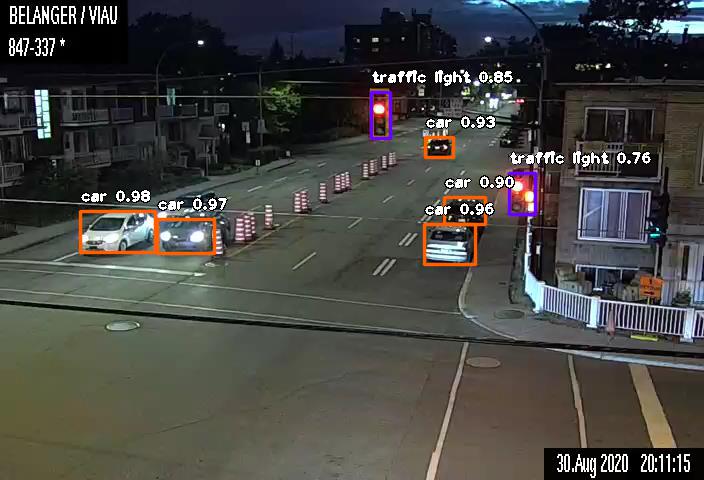 BELANGER / VIAU
847-337 *
traffic light 0.85
car 0.93
traffic light 0.76
car 0.90
car 0.98
car 0.97
car 0.96
30.Aug 2020 20:11:15